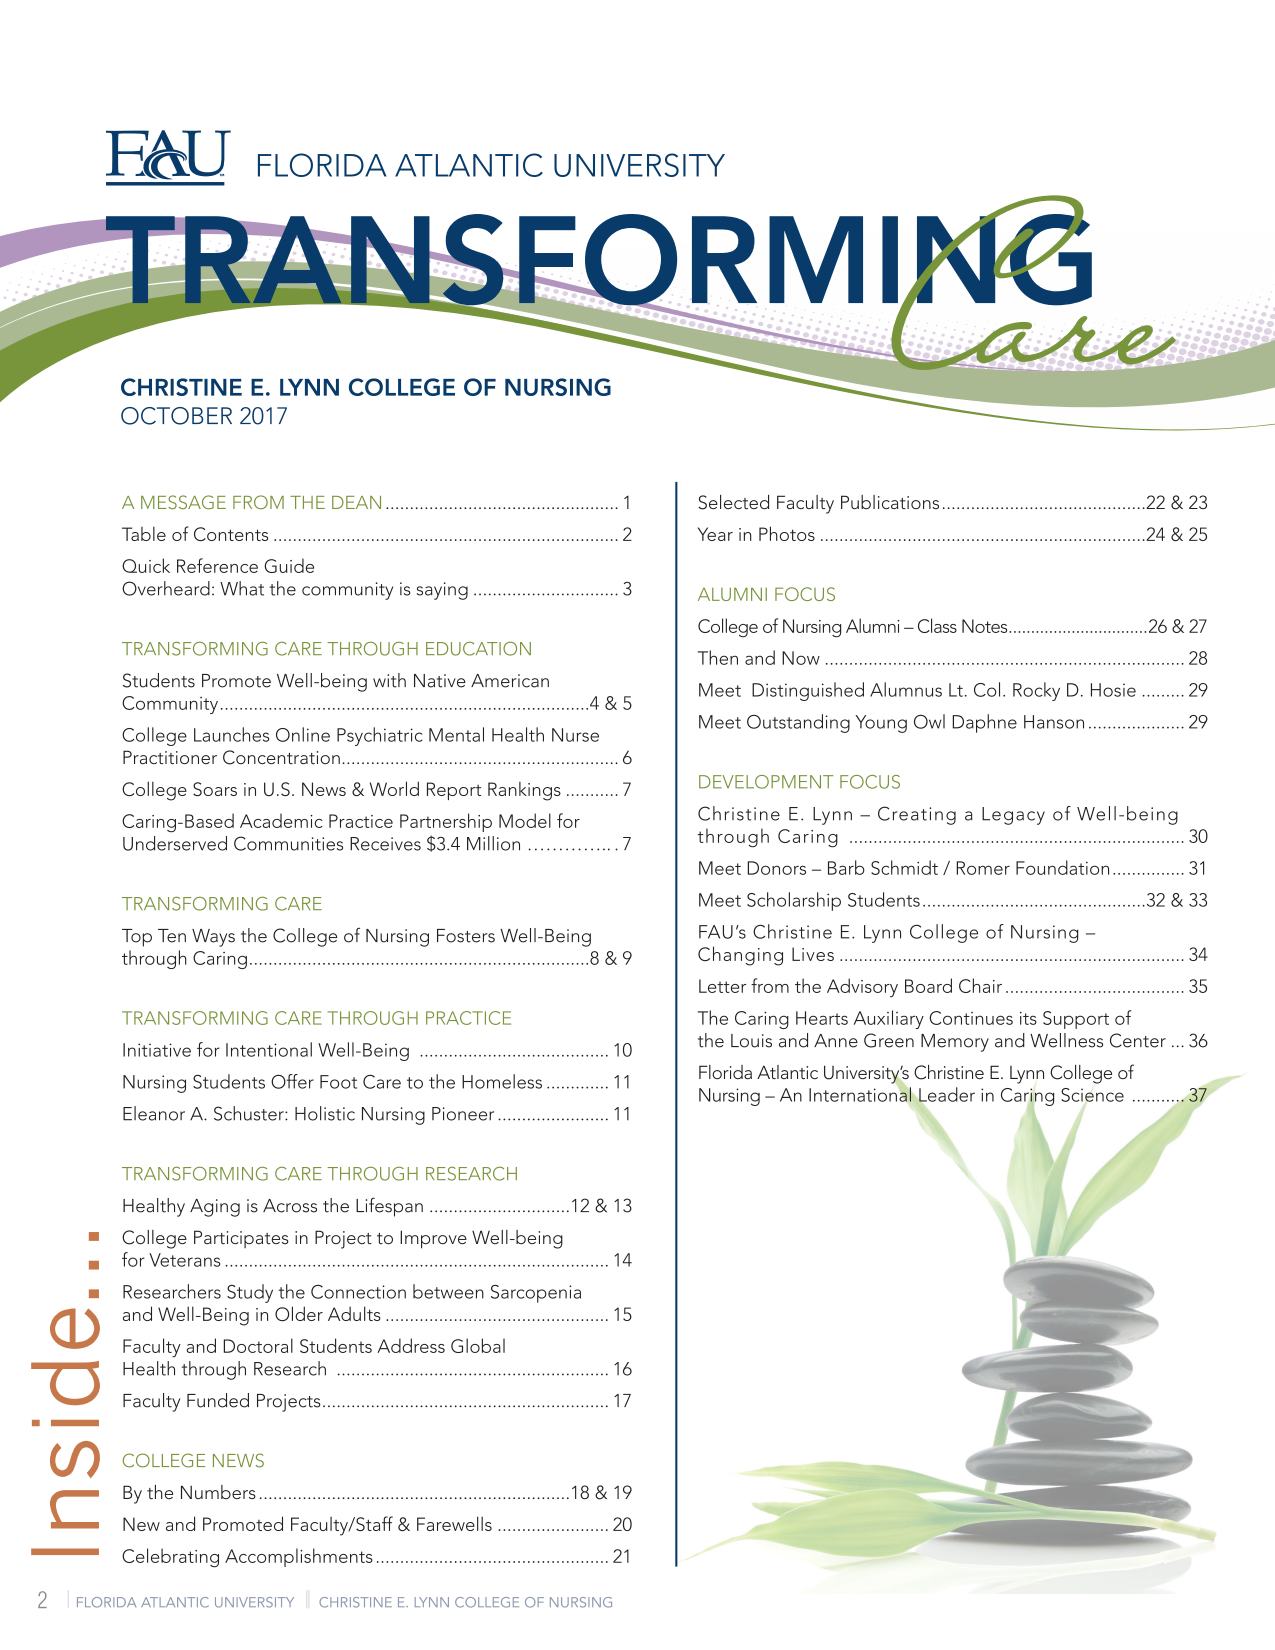 FAU FLORIDA ATLANTIC UNIVERSITY
TRANSFORMING
Care
CHRISTINE E. LYNN COLLEGE OF NURSING
OCTOBER 2017
A MESSAGE FROM THE DEAN................................................ 1
Table of Contents ....................................................................... 2
Quick Reference Guide
Overheard: What the community is saying .............................. 3
TRANSFORMING CARE THROUGH EDUCATION
Students Promote Well-being with Native American
Community............................................................................4 & 5
College Launches Online Psychiatric Mental Health Nurse
Practitioner Concentration......................................................... 6
College Soars in U.S. News & World Report Rankings ........... 7
Caring-Based Academic Practice Partnership Model for
Underserved Communities Receives $3.4 Million ................ 7
TRANSFORMING CARE
Top Ten Ways the College of Nursing Fosters Well-Being
through Caring......................................................................8 & 9
TRANSFORMING CARE THROUGH PRACTICE
Initiative for Intentional Well-Being ....................................... 10
Nursing Students Offer Foot Care to the Homeless ............. 11
Eleanor A. Schuster: Holistic Nursing Pioneer ....................... 11
TRANSFORMING CARE THROUGH RESEARCH
Healthy Aging is Across the Lifespan .............................12 & 13
College Participates in Project to Improve Well-being
for Veterans ............................................................................... 14
Researchers Study the Connection between Sarcopenia
and Well-Being in Older Adults .............................................. 15
Faculty and Doctoral Students Address Global
Health through Research ........................................................ 16
Faculty Funded Projects........................................................... 17
COLLEGE NEWS
By the Numbers ................................................................18 & 19
New and Promoted Faculty/Staff & Farewells ....................... 20
Celebrating Accomplishments ................................................ 21
Selected Faculty Publications..........................................22 & 23
Year in Photos ...................................................................24 & 25
ALUMNI FOCUS
College of Nursing Alumni – Class Notes...............................26 & 27
Then and Now .......................................................................... 28
Meet Distinguished Alumnus Lt. Col. Rocky D. Hosie ......... 29
Meet Outstanding Young Owl Daphne Hanson .................... 29
DEVELOPMENT FOCUS
Christine E. Lynn – Creating a Legacy of Well-being
through Caring ..................................................................... 30
Meet Donors – Barb Schmidt / Romer Foundation............... 31
Meet Scholarship Students..............................................32 & 33
FAU’s Christine E. Lynn College of Nursing –
Changing Lives ....................................................................... 34
Letter from the Advisory Board Chair ..................................... 35
The Caring Hearts Auxiliary Continues its Support of
the Louis and Anne Green Memory and Wellness Center ... 36
Florida Atlantic University’s Christine E. Lynn College of
Nursing – An International Leader in Caring Science ........... 37
Inside...
2 FLORIDA ATLANTIC UNIVERSITY CHRISTINE E. LYNN COLLEGE OF NURSING